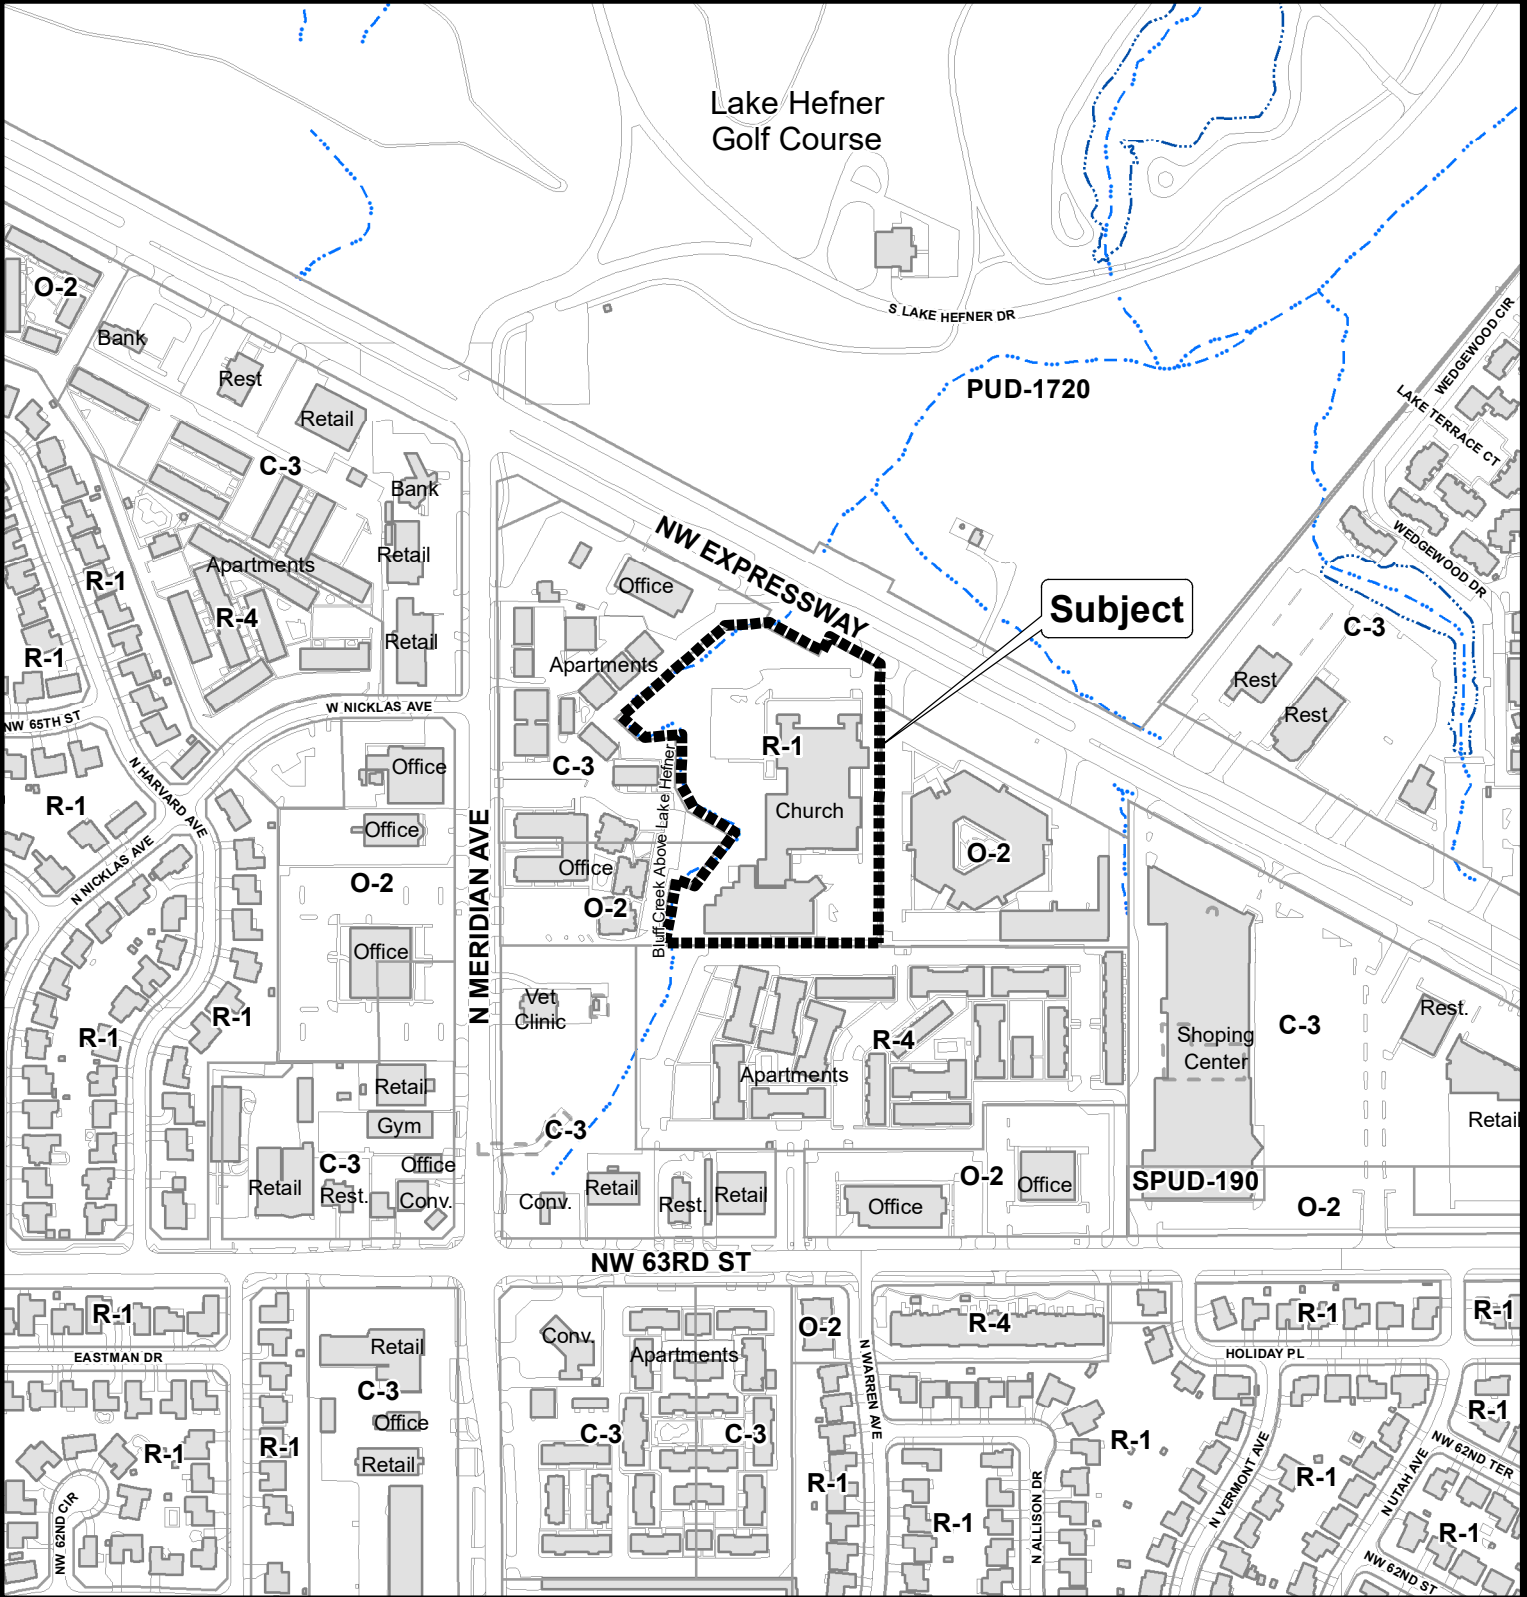 Lake Hefner
Golf Course
O-2
S LAKE HEFNER DR
Bank
WEDGEWOOD CIR
Rest
PUD-1720
LAKE TERRACE CT
Retail
C-3
Bank
NW EXPRESSWAY
WEDGEWOOD DR
Retail
Apartments
R-1
Office
Subject
R-4
C-3
Retail
R-1
Apartments
Rest
W NICKLAS AVE
Rest
NW 65TH ST
R-1
Office
C-3
N HARVARD AVE
R-1
Church
Office
N MERIDIAN AVE
Bluff Creek Above Lake Hefner
N NICKLAS AVE
O-2
Office
O-2
O-2
Office
Vet
Clinic
Rest.
R-1
R-1
R-4
Shoping
Center
C-3
Apartments
Retail
Gym
C-3
Retail
C-3
Office
O-2
Office
SPUD-190
Retail
Rest.
Conv.
Conv.
Retail
Rest.
Retail
Office
O-2
NW 63RD ST
R-1
O-2
R-4
R-1
R-1
EASTMAN DR
Retail
Conv.
Apartments
N WARREN AVE
HOLIDAY PL
C-3
Office
C-3
C-3
R-1
R-1
R-1
R-1
Retail
NW 62ND TER
R-1
R-1
N VERMONT AVE
N UTAH AVE
NW 62ND CIR
R-1
N ALLISON DR
R-1
NW 62ND ST